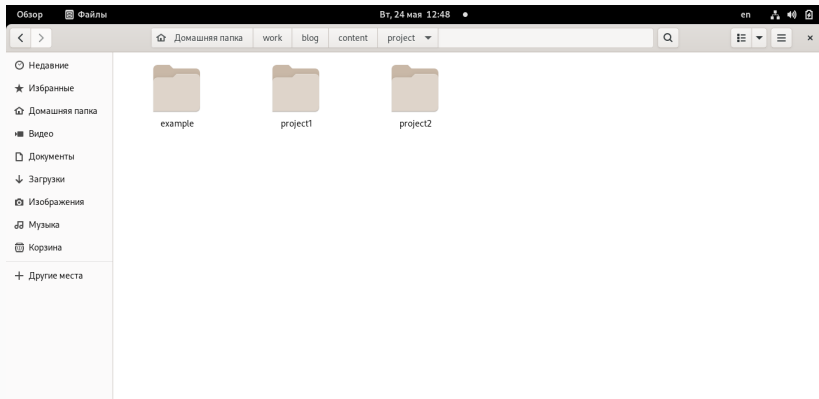 Обзор Файлы Вт, 24 мая 12:48 en
Домашняя папка work blog content project
Недавние
Избранные
Домашняя папка
Видео
Документы
Загрузки
Изображения
Музыка
Корзина
Другие места
example project1 project2